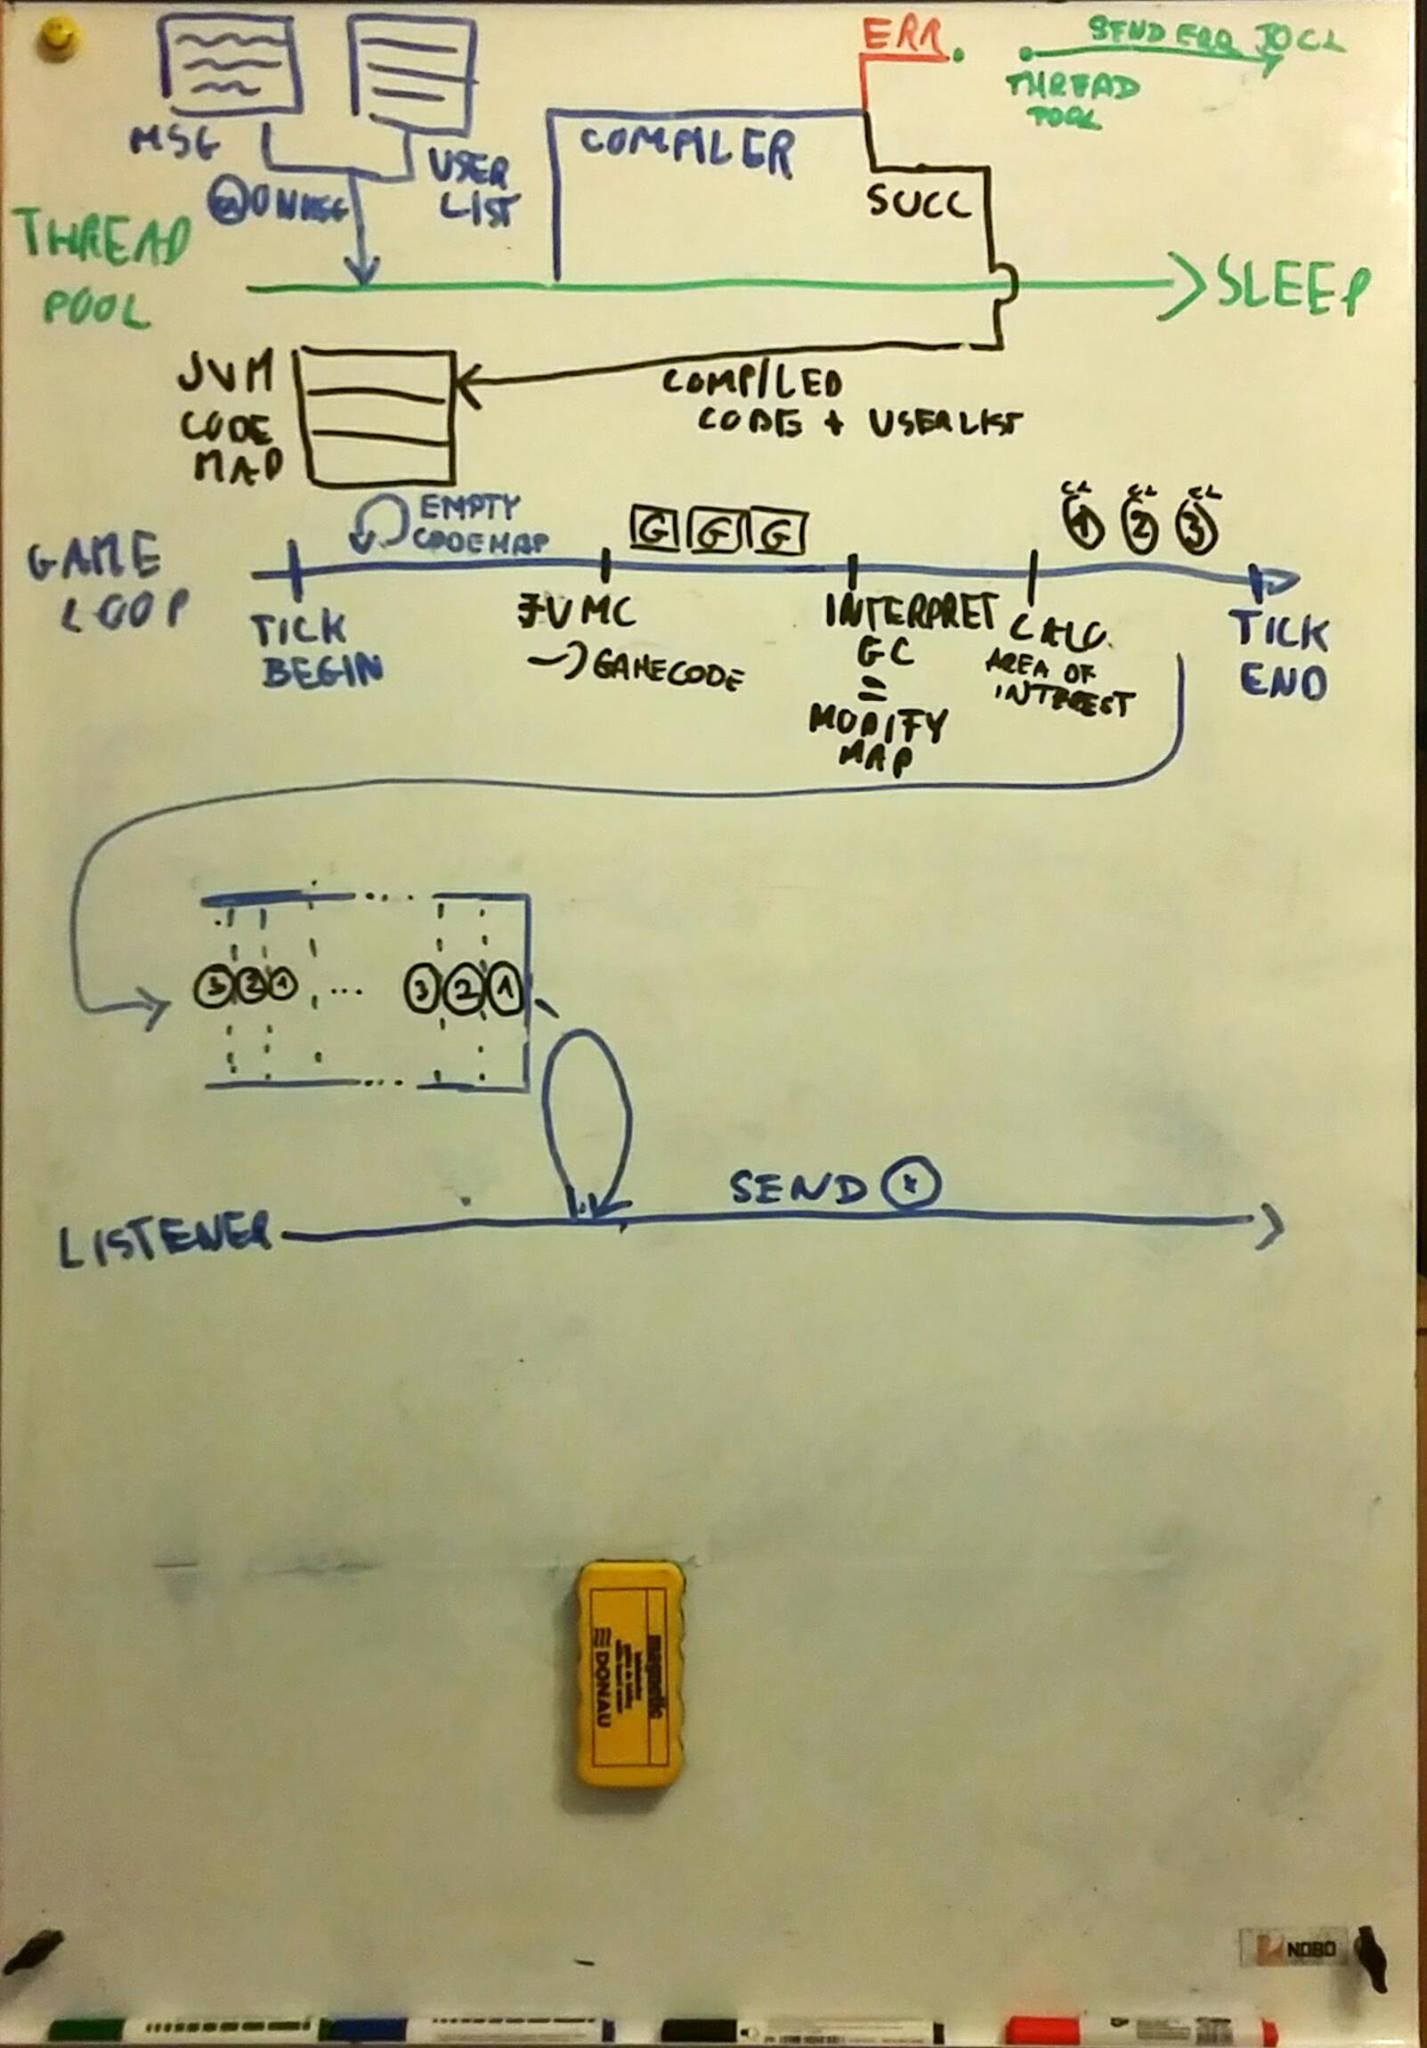 ERR
SEND ERR TO CL
THREAD
POOL
MSG
USER
LIST
COMPILER
SUCC
THREAD
POOL
SLEEP
JVM
CODE
MAP
COMPILED
CODE + USERLIST
EMPTY
CODEMAP
G G G
CL CL CL
1 2 3
GAME
LOOP
TICK
BEGIN
JVMC
→ GAMECODE
INTERPRET
GC
=
MODIFY
MAP
CALC.
AREA OF
INTEREST
TICK
END
3 2 1 ... 3 2 1
SEND
LISTENER
magnetic
DONAU
NOBO